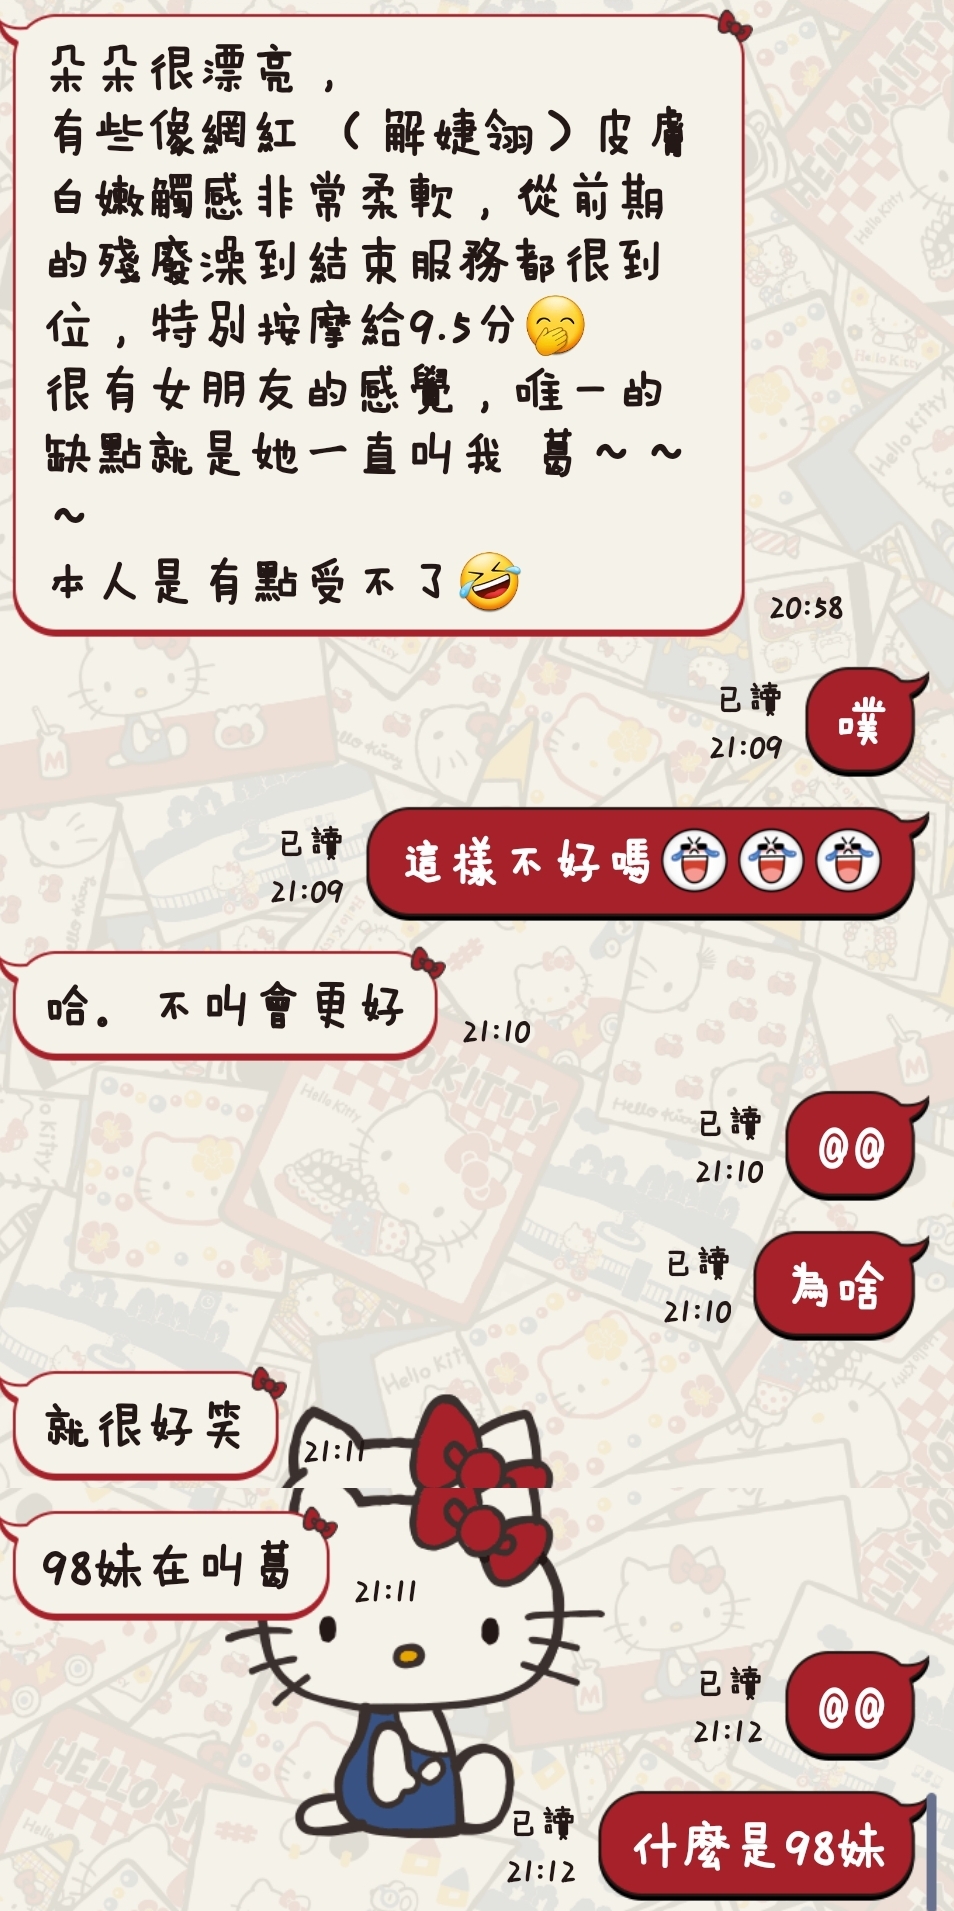 朵朵很漂亮，
有些像網紅 （解婕翎）皮膚
白嫩觸感非常柔軟，從前期
的殘廢澡到結束服務都很到
位，特別按摩給9.5分🤭
很有女朋友的感覺，唯一的
缺點就是她一直叫我 葛～～
～
本人是有點受不了🤣
20:58
已讀
21:09
噗
已讀
21:09
這樣不好嗎
哈。 不叫會更好
21:10
已讀
21:10
@@
已讀
21:10
為啥
就很好笑
21:11
98妹在叫葛
21:11
已讀
21:12
@@
已讀
21:12
什麼是98妹